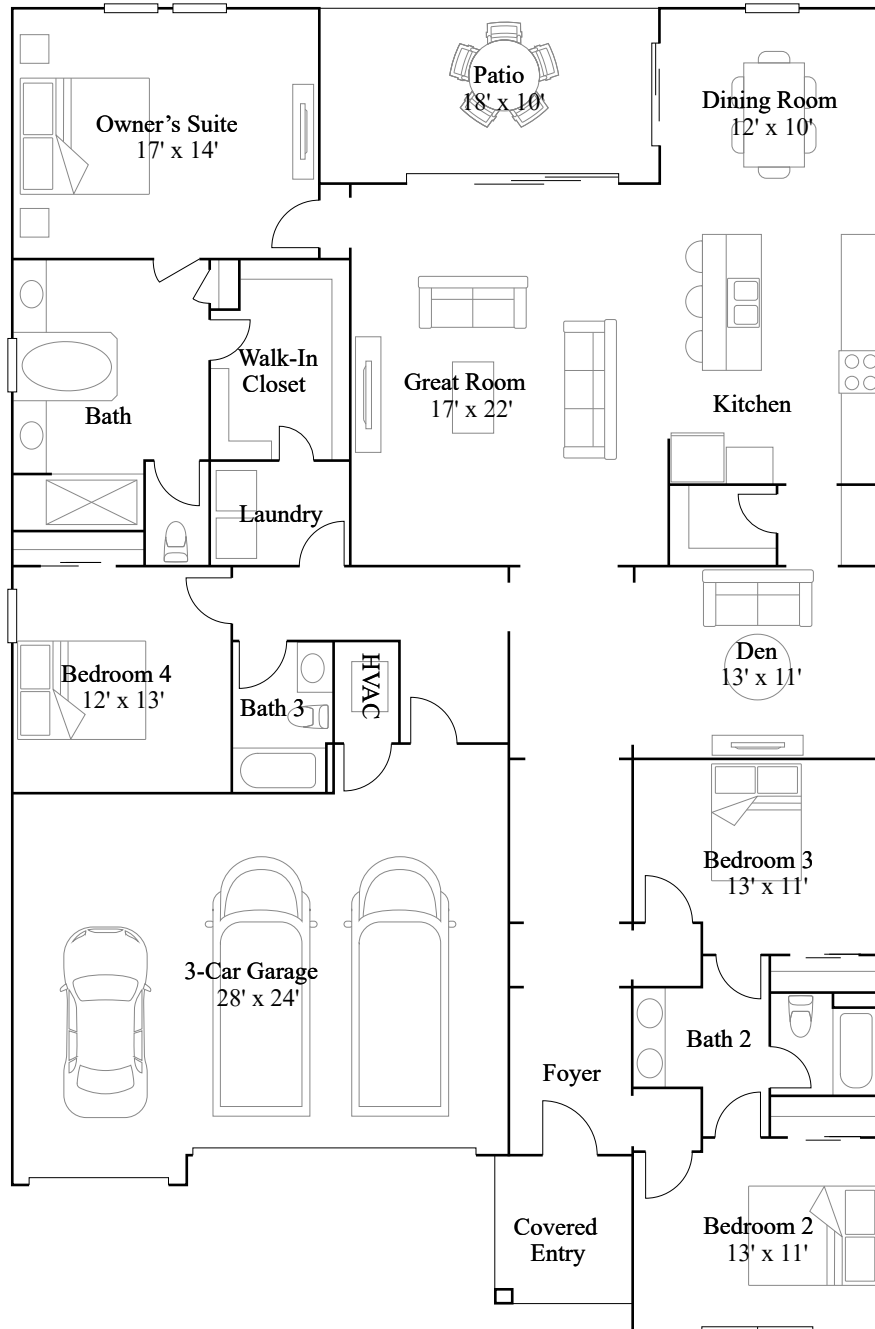 Patio
18' x 10'
Dining Room
12' x 10'
Owner’s Suite
17' x 14'
Walk-In
Closet
Great Room
17' x 22'
Kitchen
Bath
Laundry
Bedroom 4
12' x 13'
Bath 3
HVAC
Den
13' x 11'
Bedroom 3
13' x 11'
3-Car Garage
28' x 24'
Bath 2
Foyer
Covered
Entry
Bedroom 2
13' x 11'